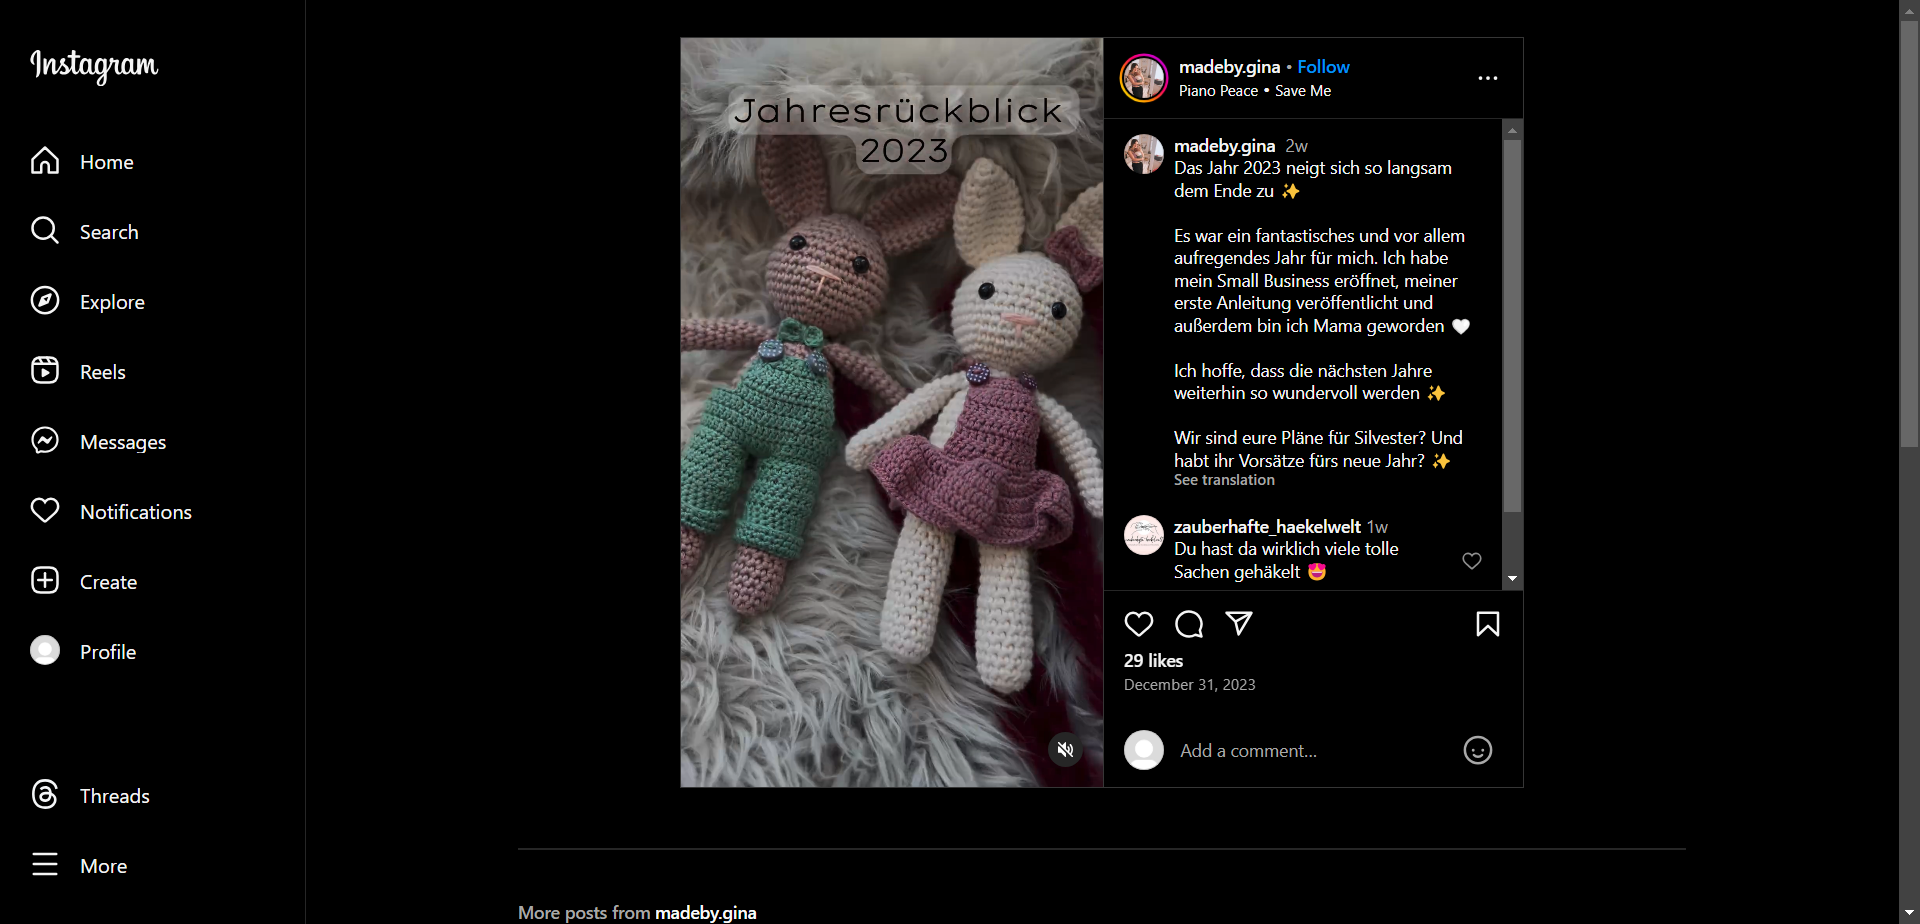 Instagram
Home
Search
Explore
Reels
Messages
Notifications
Create
Profile
Threads
More
Jahresrückblick
2023
madeby.gina • Follow
Piano Peace • Save Me
madeby.gina 2w
Das Jahr 2023 neigt sich so langsam
dem Ende zu ✨
Es war ein fantastisches und vor allem
aufregendes Jahr für mich. Ich habe
mein Small Business eröffnet, meiner
erste Anleitung veröffentlicht und
außerdem bin ich Mama geworden 🤍
Ich hoffe, dass die nächsten Jahre
weiterhin so wundervoll werden ✨
Wir sind eure Pläne für Silvester? Und
habt ihr Vorsätze fürs neue Jahr? ✨
See translation
zauberhafte_haekelwelt 1w
Du hast da wirklich viele tolle
Sachen gehäkelt 😍
29 likes
December 31, 2023
Add a comment...
More posts from madeby.gina